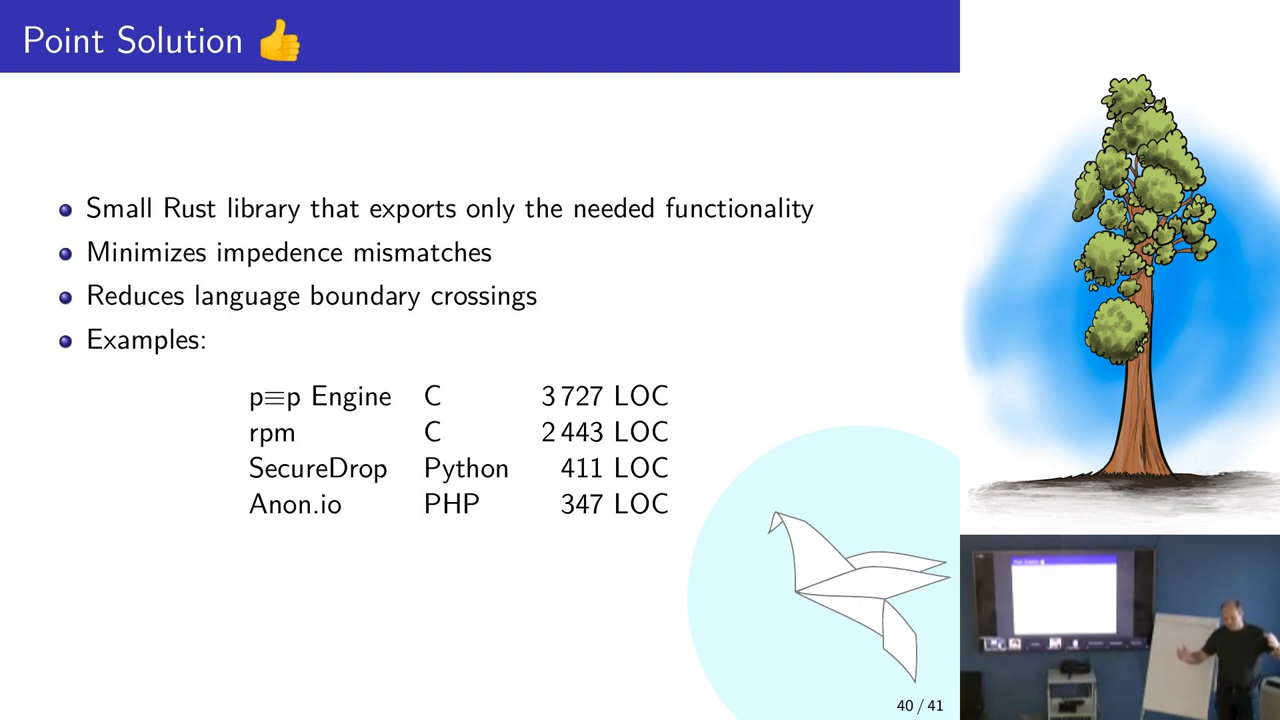 Point Solution 👍
Small Rust library that exports only the needed functionality
Minimizes impedence mismatches
Reduces language boundary crossings
Examples:
p≡p Engine C 3 727 LOC
rpm C 2 443 LOC
SecureDrop Python 411 LOC
Anon.io PHP 347 LOC
40 / 41
Point Solution